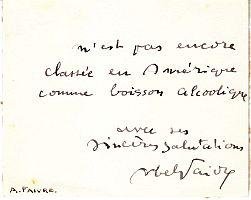 n'est pas encore
classée en Amérique
comme boisson alcoolique
avec ses
sincères salutations
Abel Faivre
A. FAIVRE.